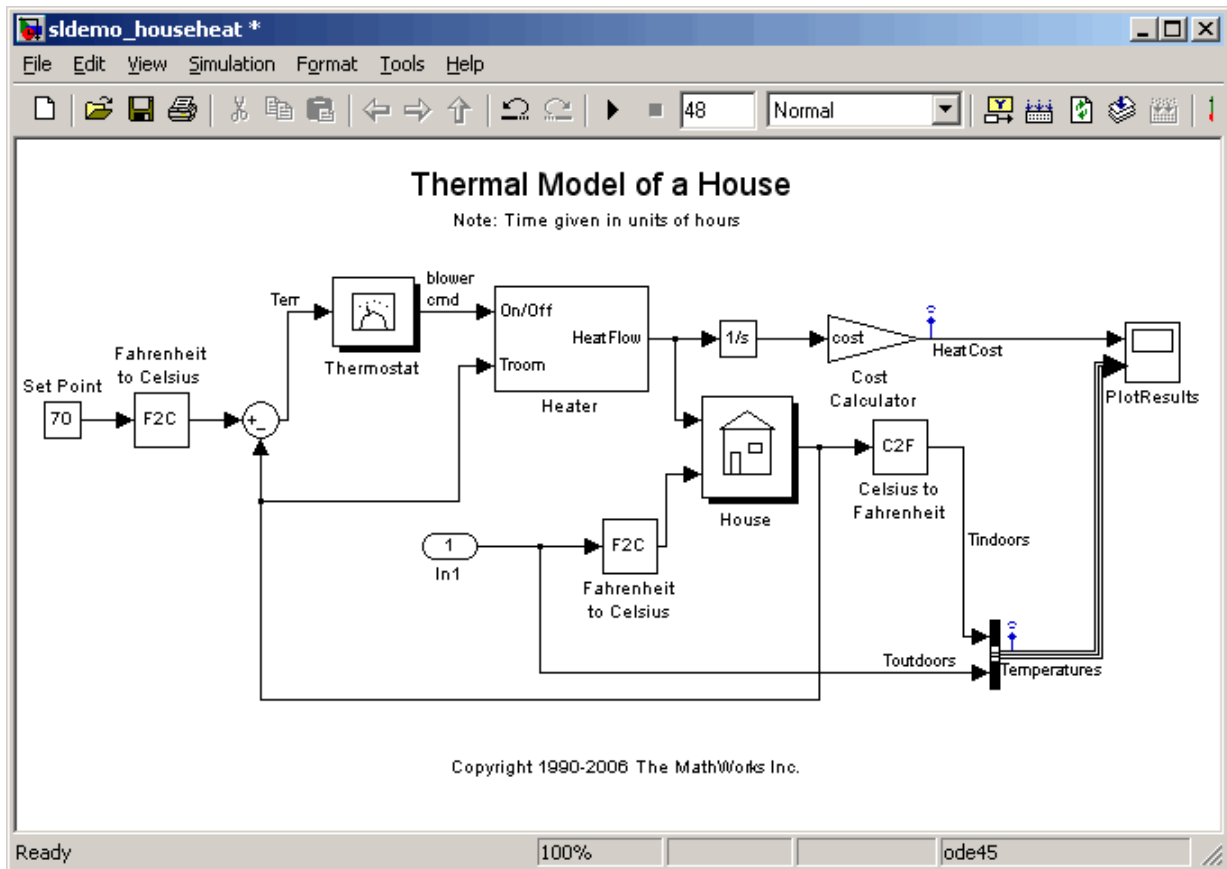 sldemo_househeat *
File Edit View Simulation Format Tools Help
48 Normal
Thermal Model of a House
Note: Time given in units of hours
Set Point
70
Fahrenheit
to Celsius
F2C
+
-
Terr
Thermostat
blower
cmd
On/Off
HeatFlow
Troom
Heater
1/s
cost
Cost
Calculator
HeatCost
PlotResults
House
C2F
Celsius to
Fahrenheit
Tindoors
1
In1
F2C
Fahrenheit
to Celsius
Toutdoors
Temperatures
Copyright 1990-2006 The MathWorks Inc.
Ready 100% ode45